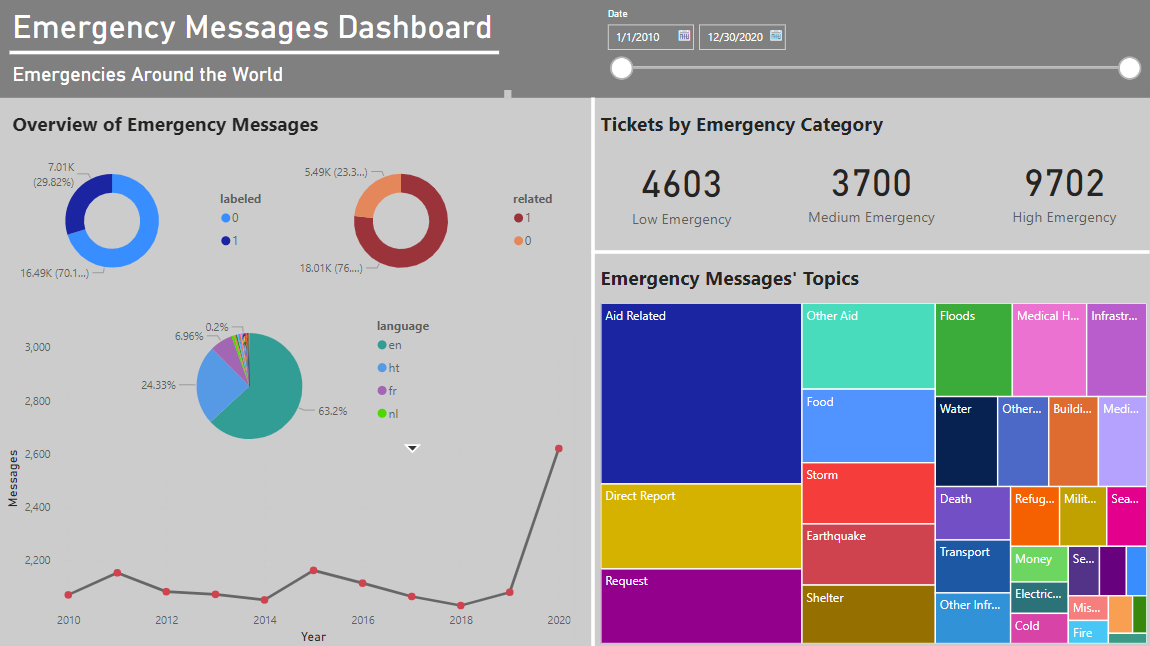 Emergency Messages Dashboard
Emergencies Around the World
Date
1/1/2010
12/30/2020
Overview of Emergency Messages
7.01K
(29.82%)
16.49K (70.1...)
labeled
0
1
5.49K (23.3...)
18.01K (76....)
related
1
0
0.2%
6.96%
24.33%
63.2%
language
en
ht
fr
nl
Messages
3,000
2,800
2,600
2,400
2,200
2010
2012
2014
2016
2018
2020
Year
Tickets by Emergency Category
4603
Low Emergency
3700
Medium Emergency
9702
High Emergency
Emergency Messages' Topics
Aid Related
Direct Report
Request
Other Aid
Food
Storm
Earthquake
Shelter
Floods
Medical H...
Infrastr...
Water
Other...
Buildi...
Medi...
Death
Refug...
Milit...
Sea...
Transport
Money
Se...
Other Infr...
Electric...
Mis...
Cold
Fire